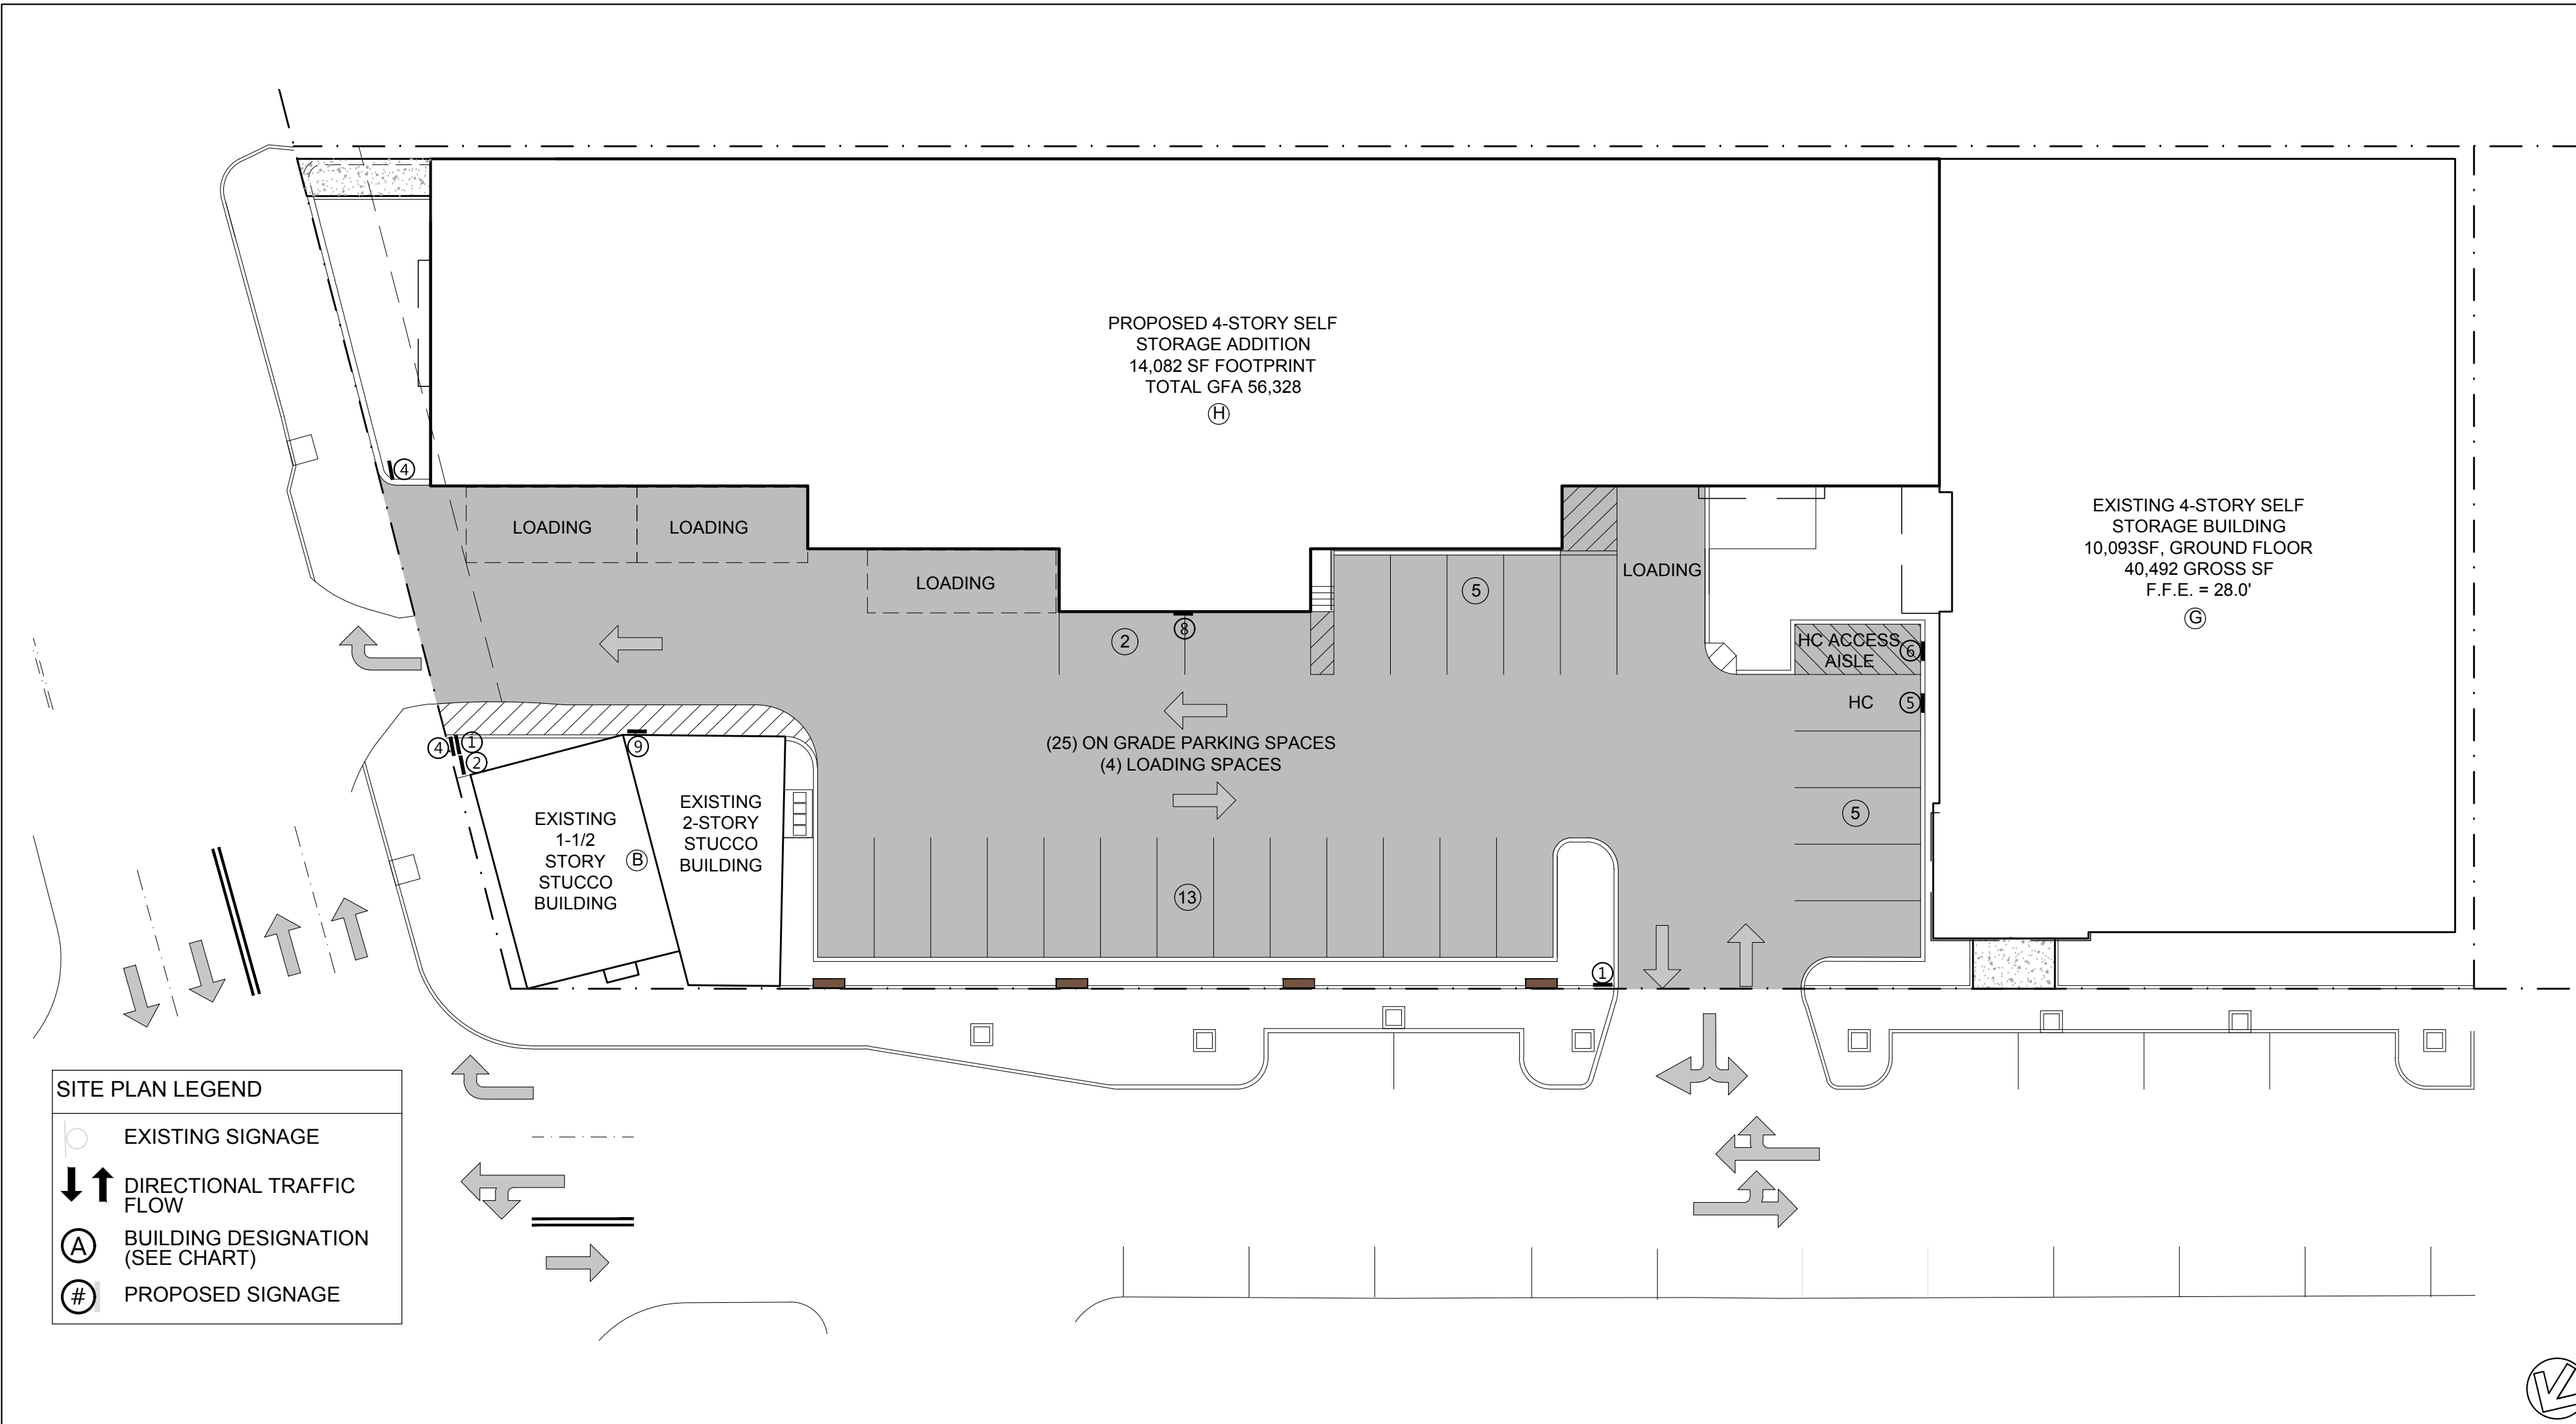 PROPOSED 4-STORY SELF
STORAGE ADDITION
14,082 SF FOOTPRINT
TOTAL GFA 56,328
H
4
LOADING
LOADING
LOADING
2
8
5
LOADING
HC ACCESS
AISLE
6
HC
5
EXISTING 4-STORY SELF
STORAGE BUILDING
10,093SF, GROUND FLOOR
40,492 GROSS SF
F.F.E. = 28.0'
G
(25) ON GRADE PARKING SPACES
(4) LOADING SPACES
4
1
2
9
EXISTING
1-1/2
STORY
STUCCO
BUILDING
B
EXISTING
2-STORY
STUCCO
BUILDING
5
13
1
SITE PLAN LEGEND
EXISTING SIGNAGE
DIRECTIONAL TRAFFIC
FLOW
A
BUILDING DESIGNATION
(SEE CHART)
#
PROPOSED SIGNAGE